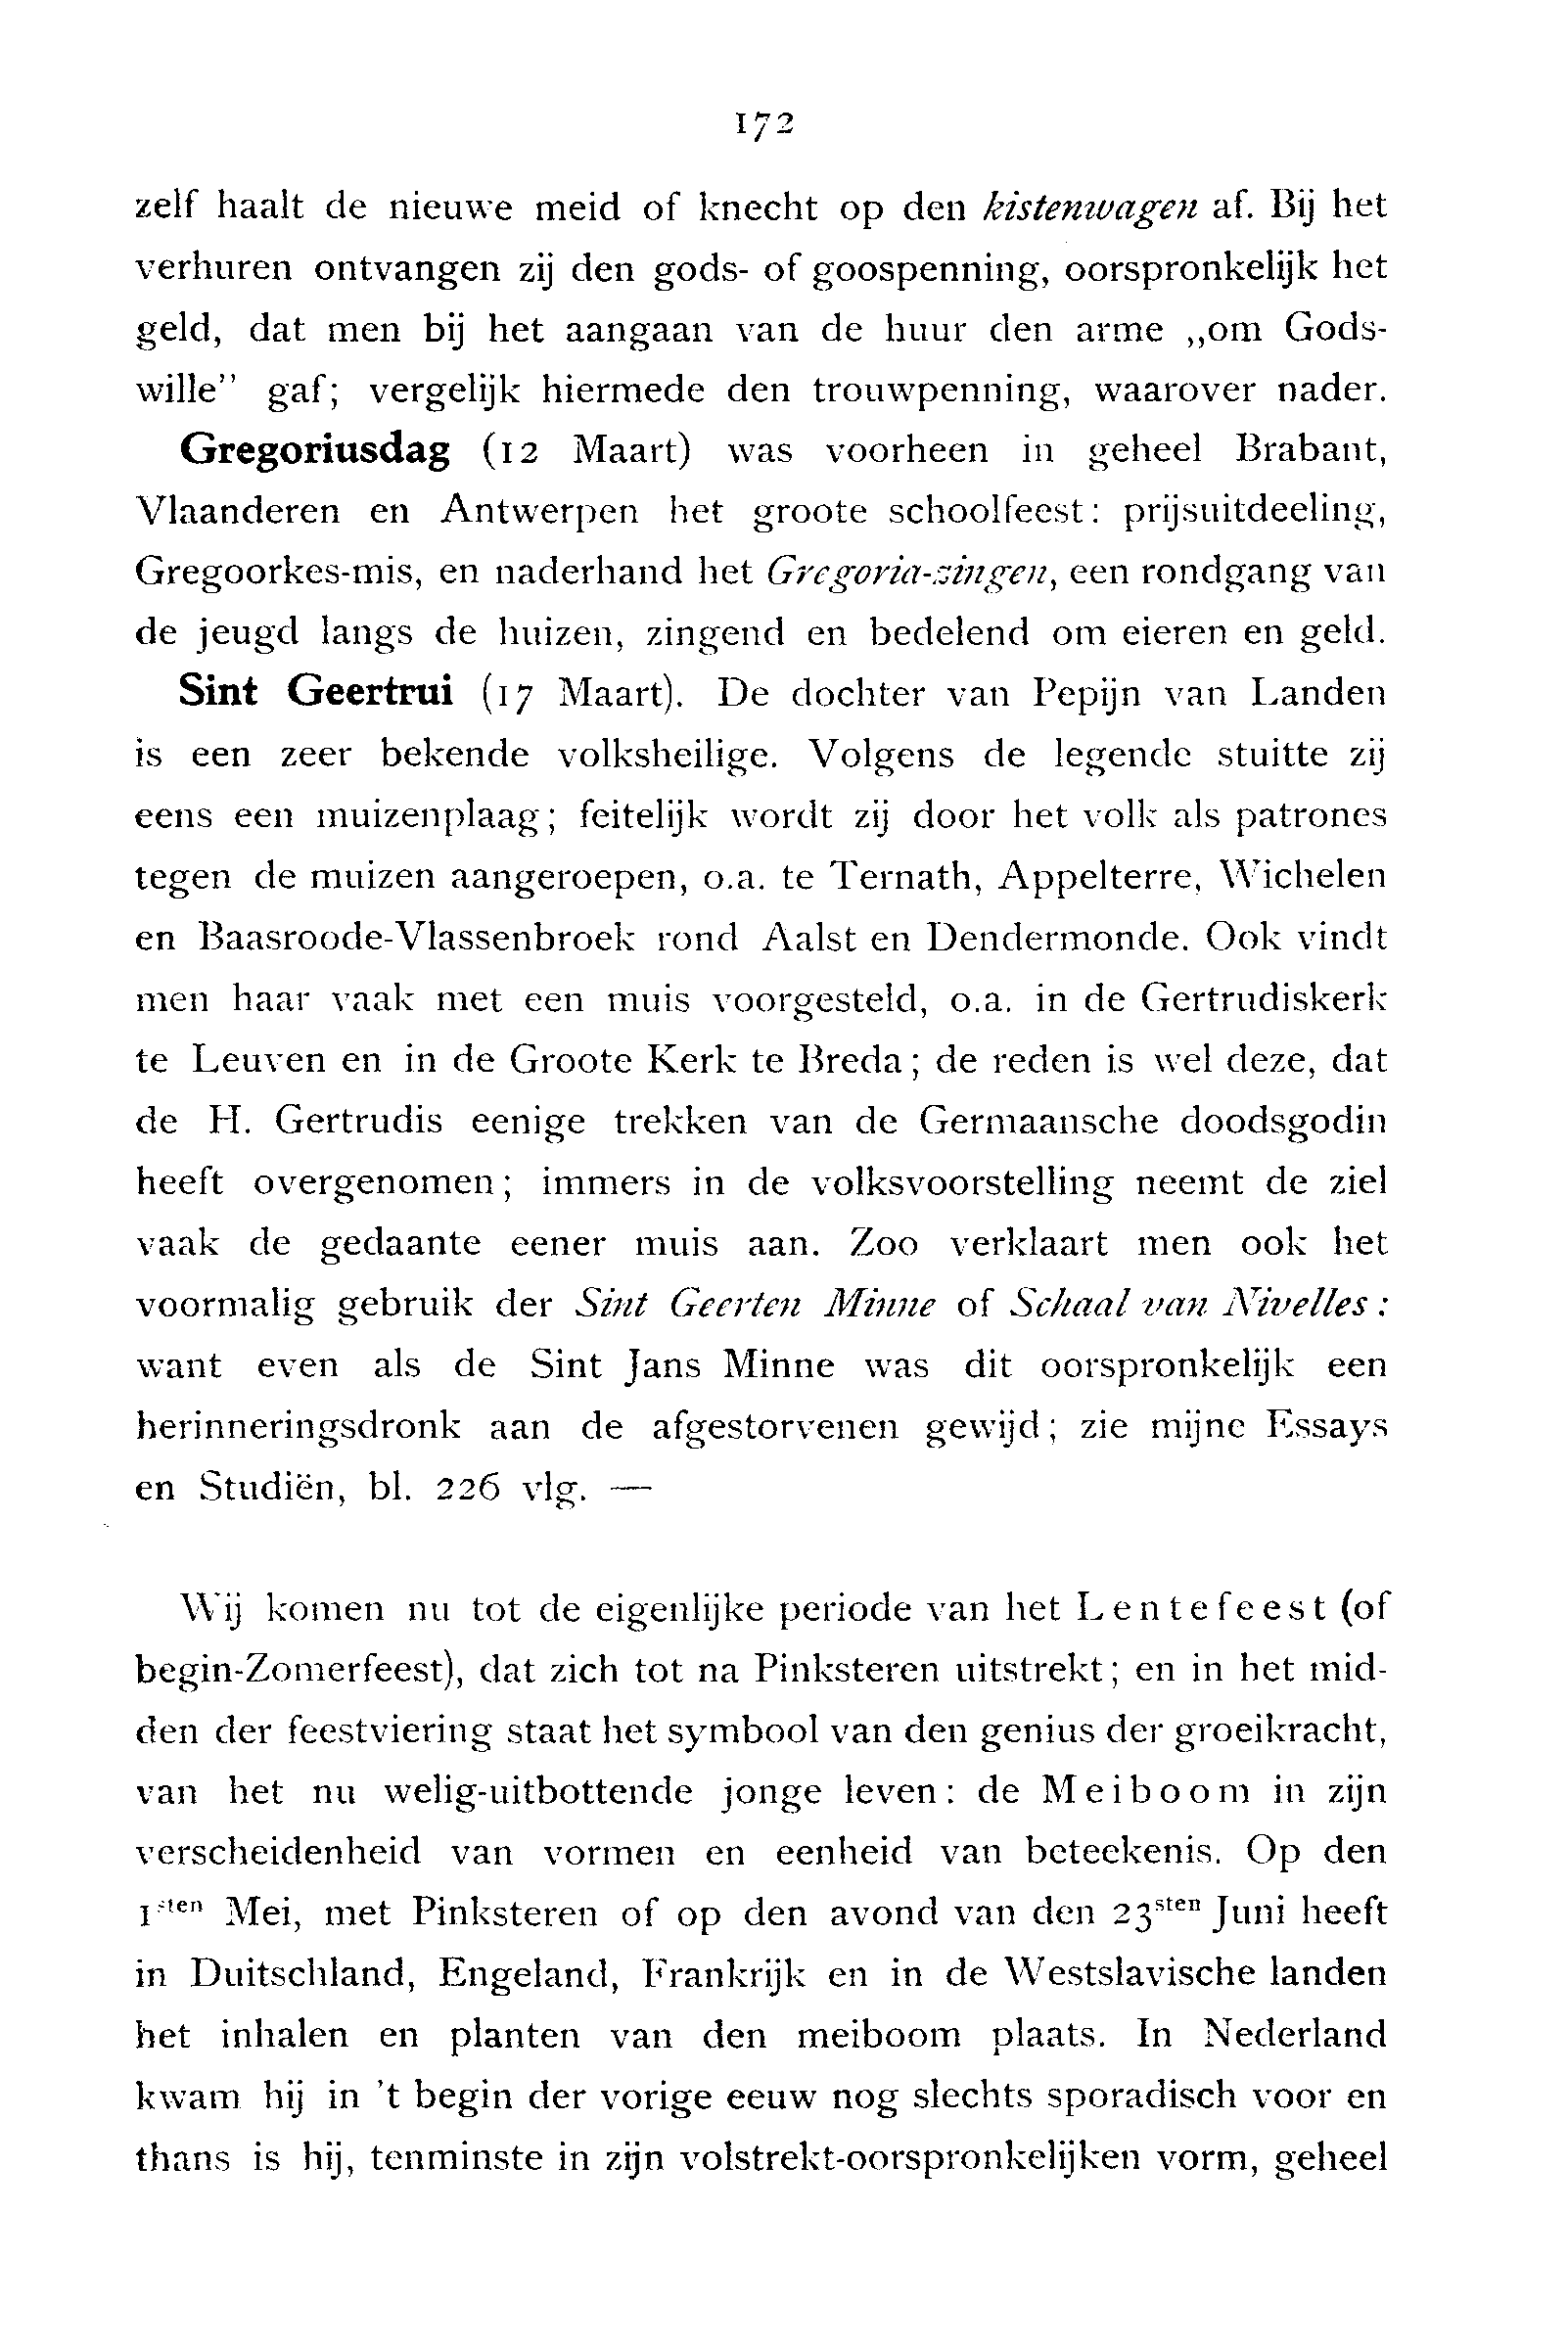 172
zelf haalt de nieuwe meid of knecht op den kistenwagen af. Bij het
verhuren ontvangen zij den gods- of goospenning, oorspronkelijk het
geld, dat men bij het aangaan van de huur den arme „om Gods-
wille” gaf; vergelijk hiermede den trouwpenning, waarover nader.
Gregoriusdag (12 Maart) was voorheen in geheel Brabant,
Vlaanderen en Antwerpen het groote schoolfeest: prijsuitdeeling,
Gregoorkes-mis, en naderhand het Gregoria-zingen, een rondgang van
de jeugd langs de huizen, zingend en bedelend om eieren en geld.
Sint Geertrui (17 Maart). De dochter van Pepijn van Landen
is een zeer bekende volksheilige. Volgens de legende stuitte zij
eens een muizenplaag; feitelijk wordt zij door het volk als patrones
tegen de muizen aangeroepen, o.a. te Ternath, Appelterre, Wichelen
en Baasroode-Vlassenbroek rond Aalst en Dendermonde. Ook vindt
men haar vaak met een muis voorgesteld, o.a. in de Gertrudiskerk
te Leuven en in de Groote Kerk te Breda; de reden is wel deze, dat
de H. Gertrudis eenige trekken van de Germaansche doodsgodin
heeft overgenomen; immers in de volksvoorstelling neemt de ziel
vaak de gedaante eener muis aan. Zoo verklaart men ook het
voormalig gebruik der Sint Geerten Minne of Schaal van Nivelles:
want even als de Sint Jans Minne was dit oorspronkelijk een
herinneringsdronk aan de afgestorvenen gewijd; zie mijne Essays
en Studiën, bl. 226 vlg. —
Wij komen nu tot de eigenlijke periode van het Lentefeest (of
begin-Zomerfeest), dat zich tot na Pinksteren uitstrekt; en in het mid-
den der feestviering staat het symbool van den genius der groeikracht,
van het nu welig-uitbottende jonge leven: de Meiboom in zijn
verscheidenheid van vormen en eenheid van beteekenis. Op den
1sten Mei, met Pinksteren of op den avond van den 23sten Juni heeft
in Duitschland, Engeland, Frankrijk en in de Westslavische landen
het inhalen en planten van den meiboom plaats. In Nederland
kwam hij in 't begin der vorige eeuw nog slechts sporadisch voor en
thans is hij, tenminste in zijn volstrekt-oorspronkelijken vorm, geheel